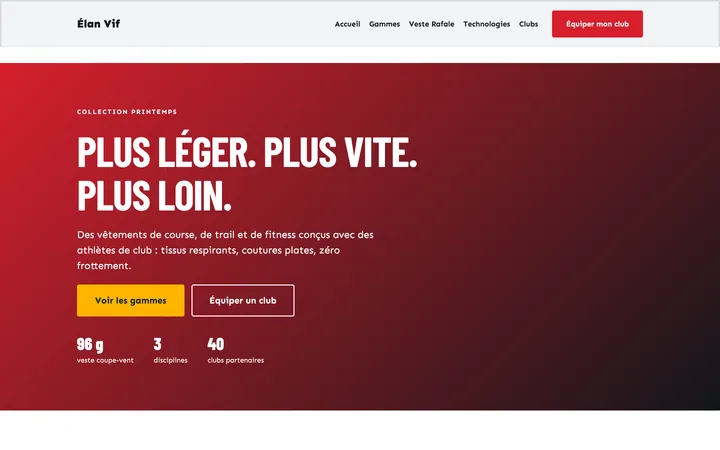 Élan Vif
Accueil Gammes Veste Rafale Technologies Clubs Équiper mon club
COLLECTION PRINTEMPS
PLUS LÉGER. PLUS VITE.
PLUS LOIN.
Des vêtements de course, de trail et de fitness conçus avec des
athlètes de club : tissus respirants, coutures plates, zéro
frottement.
Voir les gammes Équiper un club
96 g 3 40
veste coupe-vent disciplines clubs partenaires